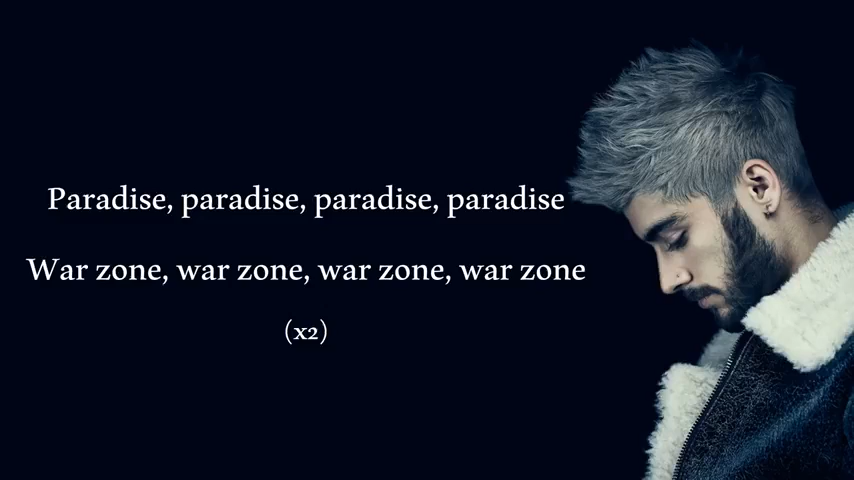 Paradise, paradise, paradise, paradise
War zone, war zone, war zone, war zone
(x2)